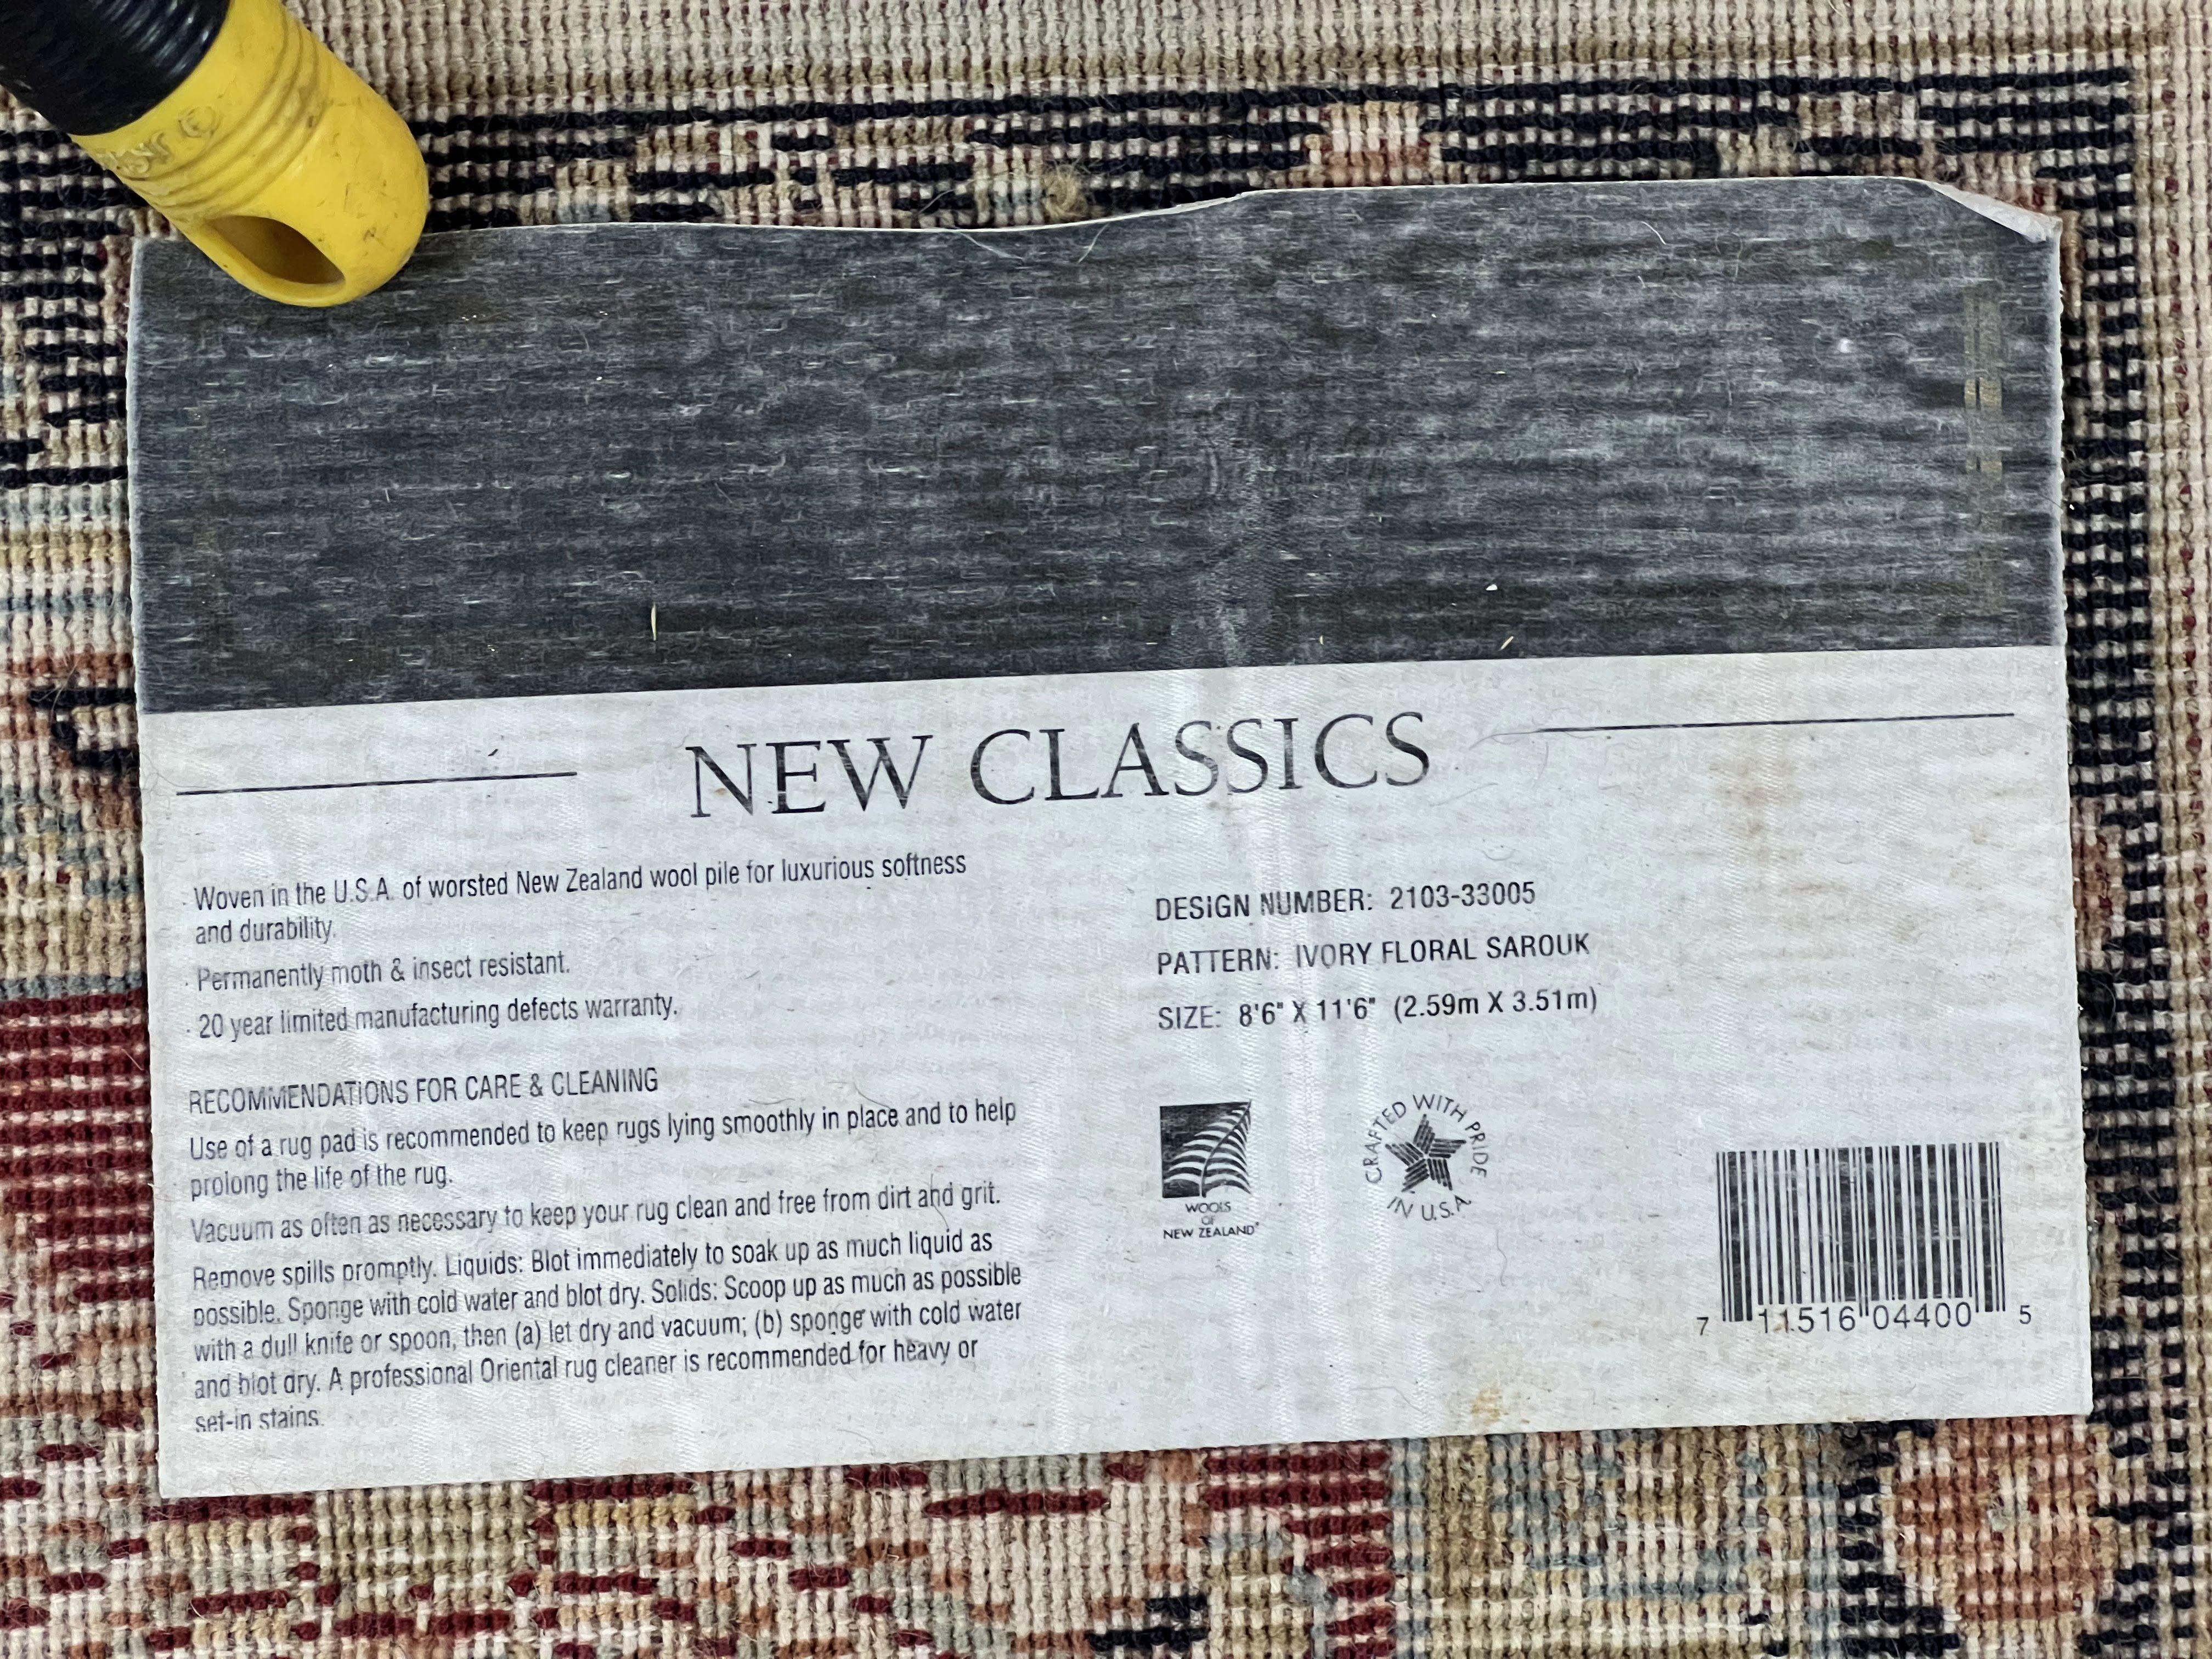 NEW CLASSICS
· Woven in the U.S.A. of worsted New Zealand wool pile for luxurious softness
and durability.
· Permanently moth & insect resistant.
· 20 year limited manufacturing defects warranty.
RECOMMENDATIONS FOR CARE & CLEANING
Use of a rug pad is recommended to keep rugs lying smoothly in place and to help
prolong the life of the rug.
Vacuum as often as necessary to keep your rug clean and free from dirt and grit.
Remove spills promptly. Liquids: Blot immediately to soak up as much liquid as
possible. Sponge with cold water and blot dry. Solids: Scoop up as much as possible
with a dull knife or spoon, then (a) let dry and vacuum; (b) sponge with cold water
and blot dry. A professional Oriental rug cleaner is recommended for heavy or
set-in stains.
DESIGN NUMBER: 2103-33005
PATTERN: IVORY FLORAL SAROUK
SIZE: 8'6" X 11'6" (2.59m X 3.51m)
WOOLS
OF
NEW ZEALAND®
CRAFTED WITH PRIDE
IN U.S.A.
7 11516 04400 5